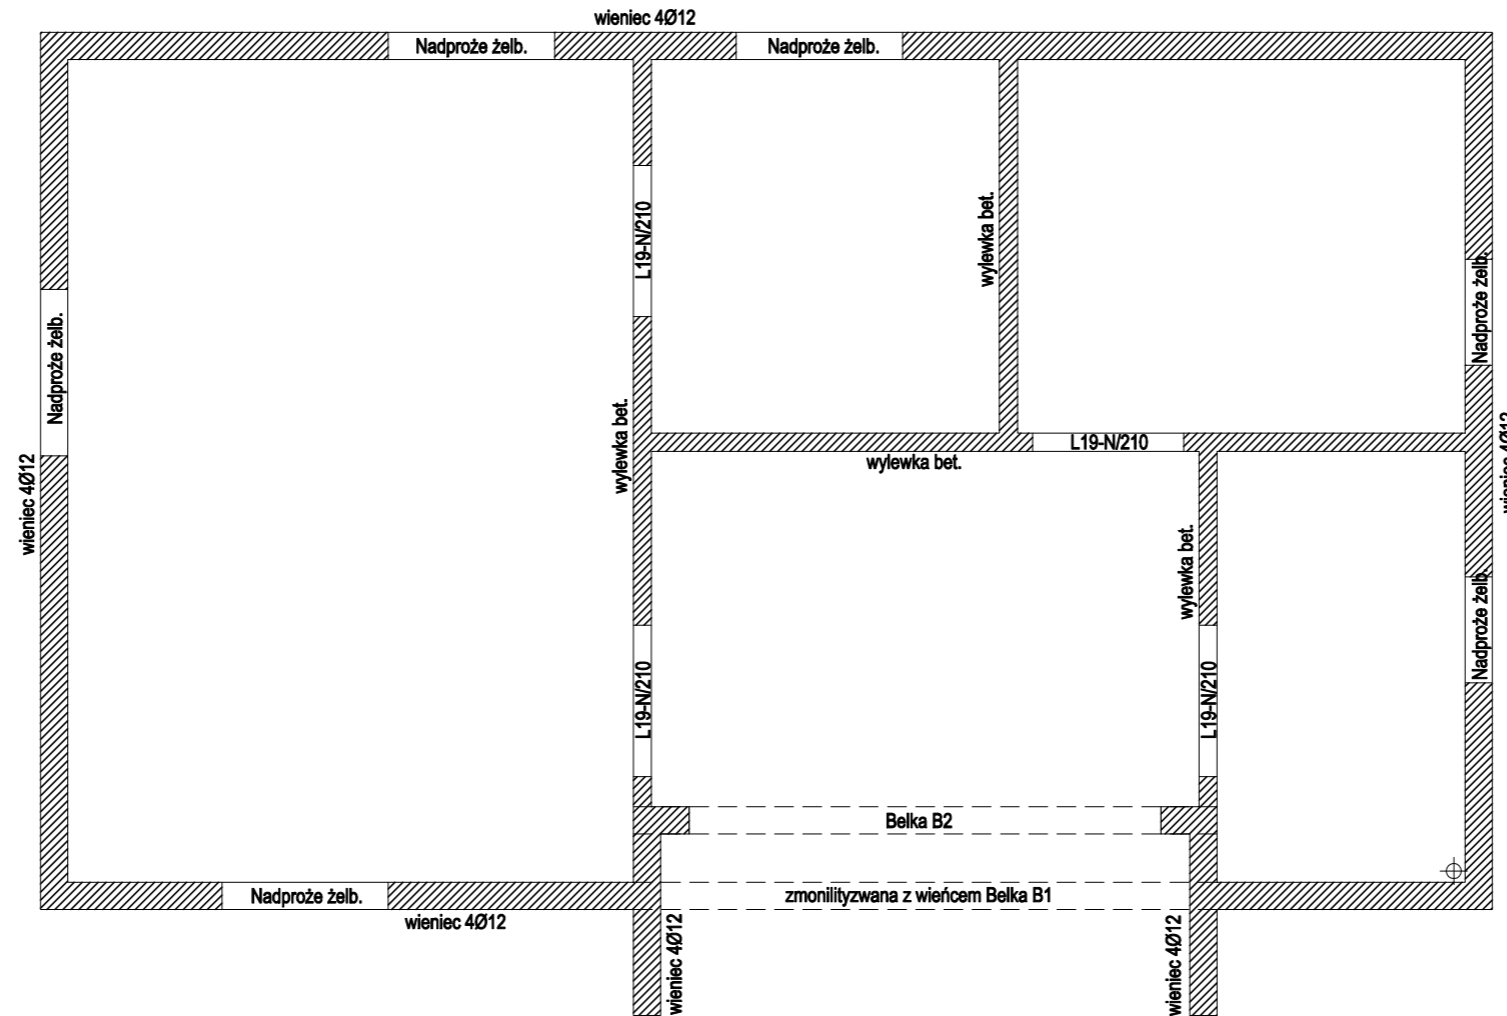 wieniec 4Ø12
Nadproże żelb.
Nadproże żelb.
L19-N/210
wylewka bet.
Nadproże żelb.
Nadproże żelb.
wylewka bet.
wieniec 4Ø12
wieniec 4Ø12
L19-N/210
wylewka bet.
wylewka bet.
Nadproże żelb.
L19-N/210
L19-N/210
Belka B2
Nadproże żelb.
zmonilityzwana z wieńcem Belka B1
wieniec 4Ø12
wieniec 4Ø12
wieniec 4Ø12